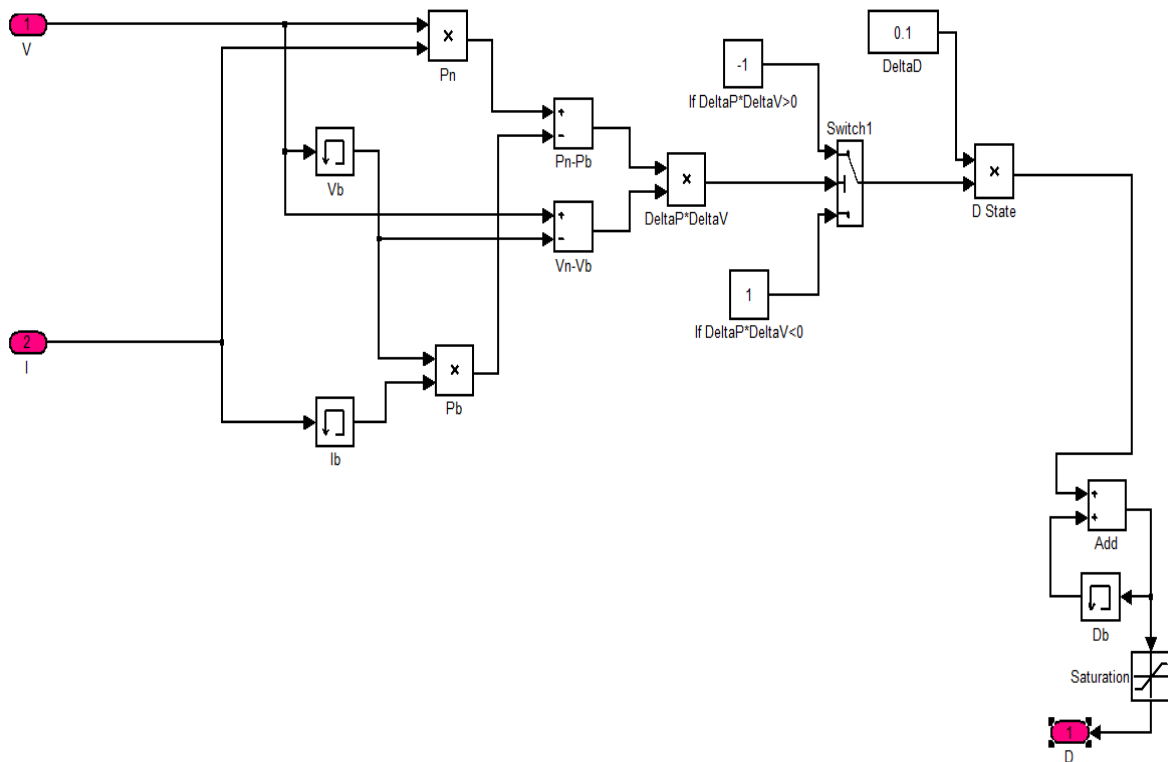 1
V
×
Pn
-1
If DeltaP*DeltaV>0
0.1
DeltaD
Vb
+
-
Pn-Pb
×
DeltaP*DeltaV
Switch1
×
D State
+
-
Vn-Vb
1
If DeltaP*DeltaV<0
2
I
×
Pb
Ib
+
+
Add
Db
Saturation
1
D